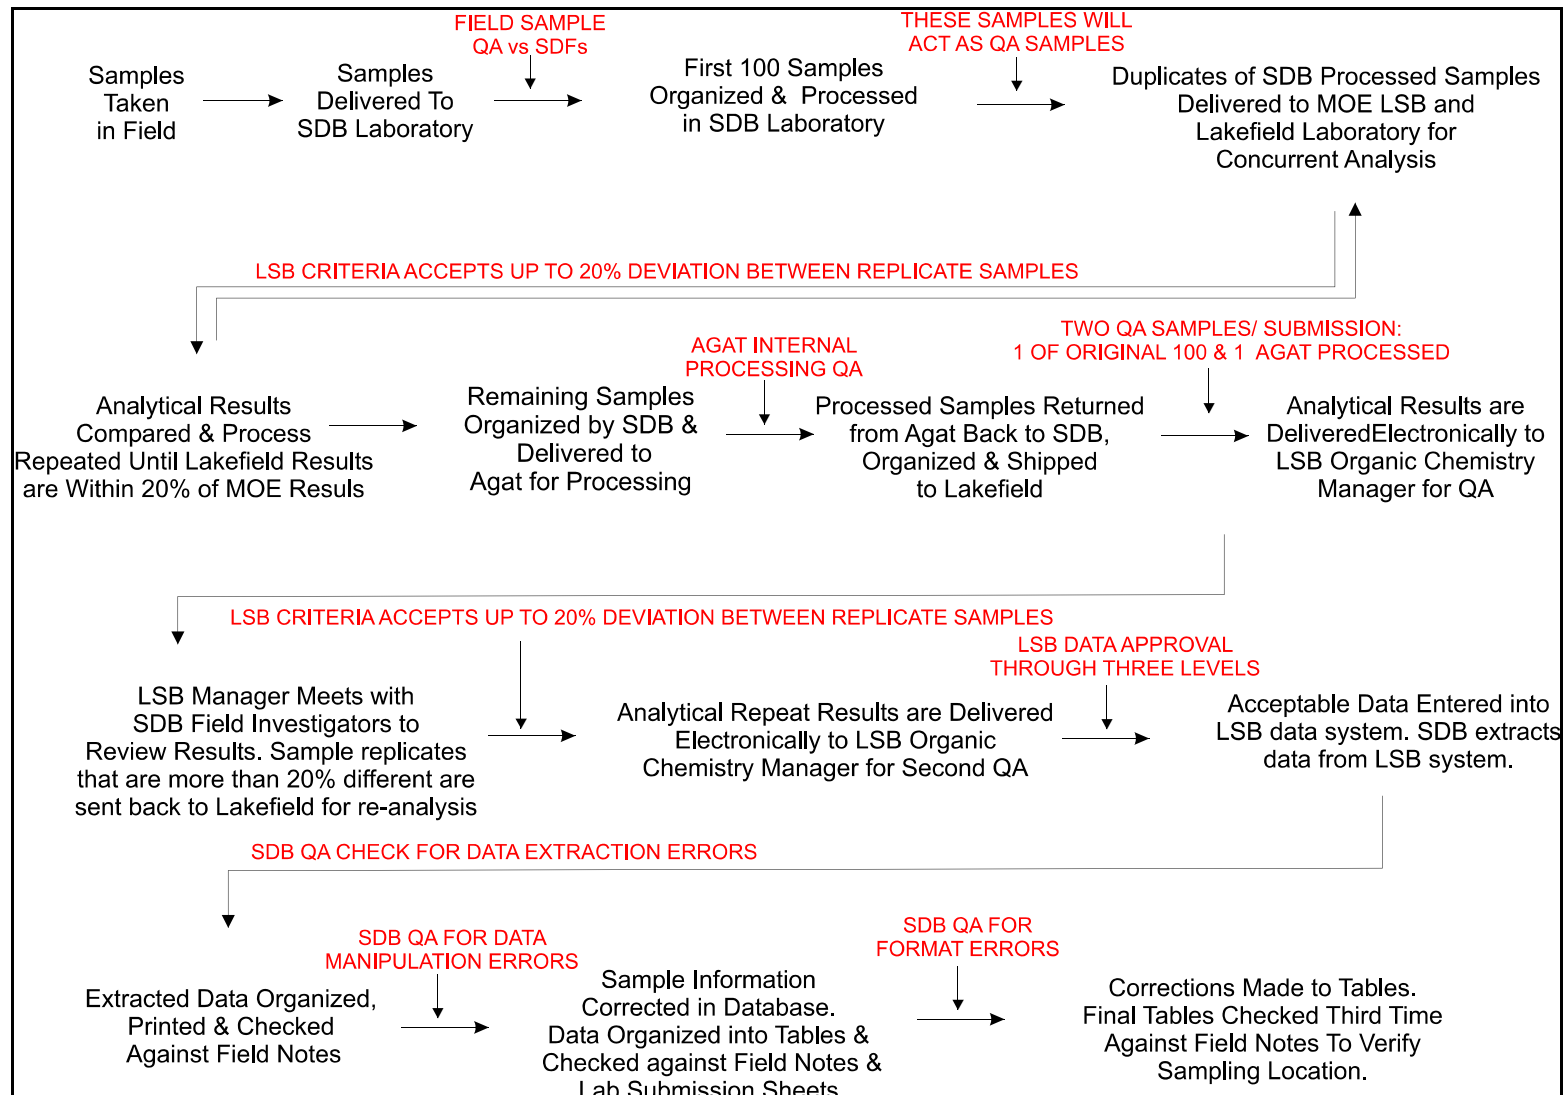 FIELD SAMPLE
QA vs SDFs
THESE SAMPLES WILL
ACT AS QA SAMPLES
Samples
Taken
in Field
Samples
Delivered To
SDB Laboratory
First 100 Samples
Organized & Processed
in SDB Laboratory
Duplicates of SDB Processed Samples
Delivered to MOE LSB and
Lakefield Laboratory for
Concurrent Analysis
LSB CRITERIA ACCEPTS UP TO 20% DEVIATION BETWEEN REPLICATE SAMPLES
AGAT INTERNAL
PROCESSING QA
TWO QA SAMPLES/ SUBMISSION:
1 OF ORIGINAL 100 & 1 AGAT PROCESSED
Analytical Results
Compared & Process
Repeated Until Lakefield Results
are Within 20% of MOE Resuls
Remaining Samples
Organized by SDB &
Delivered to
Agat for Processing
Processed Samples Returned
from Agat Back to SDB,
Organized & Shipped
to Lakefield
Analytical Results are
DeliveredElectronically to
LSB Organic Chemistry
Manager for QA
LSB CRITERIA ACCEPTS UP TO 20% DEVIATION BETWEEN REPLICATE SAMPLES
LSB DATA APPROVAL
THROUGH THREE LEVELS
LSB Manager Meets with
SDB Field Investigators to
Review Results. Sample replicates
that are more than 20% different are
sent back to Lakefield for re-analysis
Analytical Repeat Results are Delivered
Electronically to LSB Organic
Chemistry Manager for Second QA
Acceptable Data Entered into
LSB data system. SDB extracts
data from LSB system.
SDB QA CHECK FOR DATA EXTRACTION ERRORS
SDB QA FOR DATA
MANIPULATION ERRORS
SDB QA FOR
FORMAT ERRORS
Extracted Data Organized,
Printed & Checked
Against Field Notes
Sample Information
Corrected in Database.
Data Organized into Tables &
Checked against Field Notes &
Lab Submission Sheets
Corrections Made to Tables.
Final Tables Checked Third Time
Against Field Notes To Verify
Sampling Location.